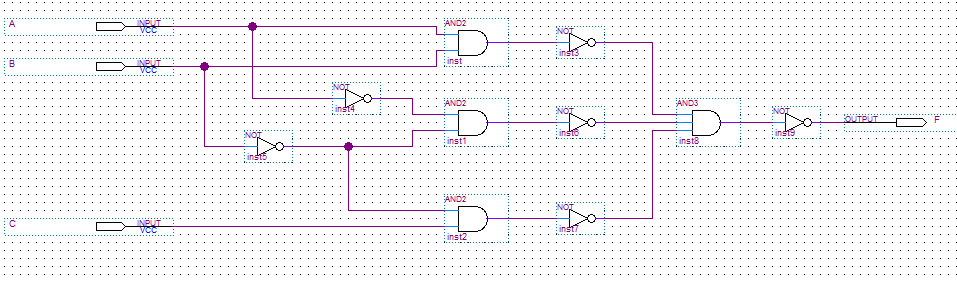 A INPUT VCC AND2 inst NOT inst3
B INPUT VCC
NOT inst4 AND2 inst1 NOT inst6 AND3 inst8 NOT inst9 OUTPUT F
NOT inst5
C INPUT VCC AND2 inst2 NOT inst7